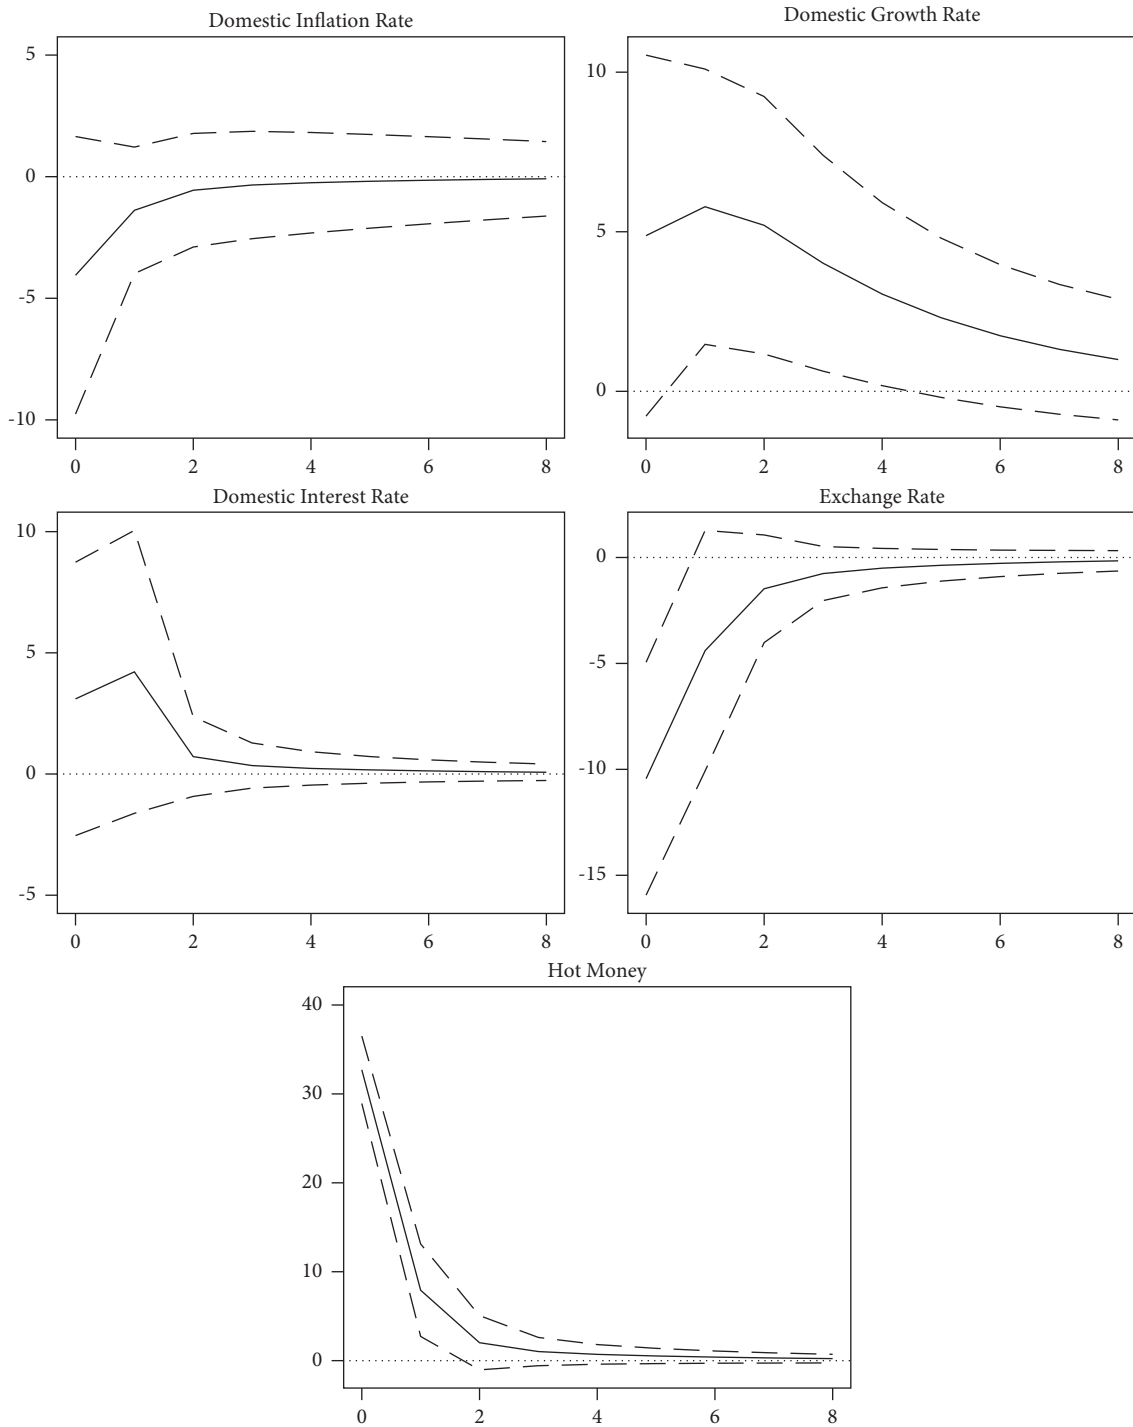 Domestic Inflation Rate
5
0
-5
-10
0 2 4 6 8
Domestic Growth Rate
10
5
0
0 2 4 6 8
Domestic Interest Rate
10
5
0
-5
0 2 4 6 8
Exchange Rate
0
-5
-10
-15
0 2 4 6 8
Hot Money
40
30
20
10
0
0 2 4 6 8